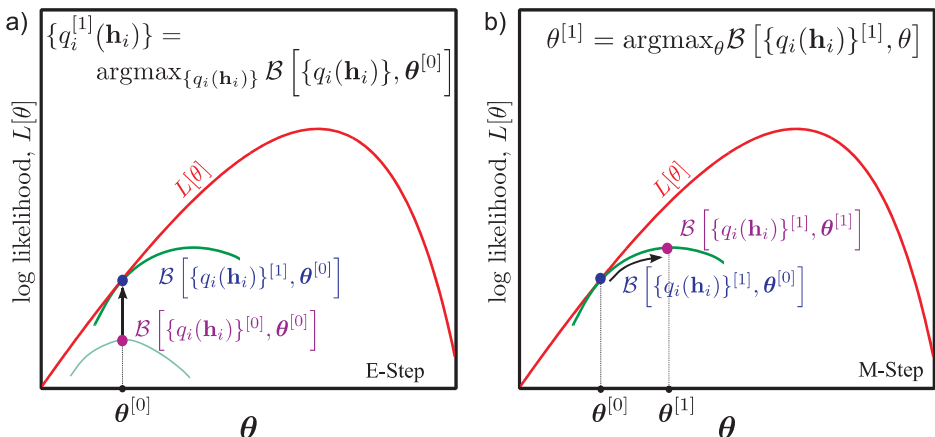 a)
{q_i^{[1]}(h_i)} =
argmax_{{q_i(h_i)}} B [{q_i(h_i)}, θ^{[0]}]
log likelihood, L[θ]
L[θ]
B [{q_i(h_i)}^{[1]}, θ^{[0]}]
B [{q_i(h_i)}^{[0]}, θ^{[0]}]
E-Step
θ^{[0]}
θ
b)
θ^{[1]} = argmax_θ B [{q_i(h_i)}^{[1]}, θ]
log likelihood, L[θ]
L[θ]
B [{q_i(h_i)}^{[1]}, θ^{[1]}]
B [{q_i(h_i)}^{[1]}, θ^{[0]}]
M-Step
θ^{[0]} θ^{[1]}
θ